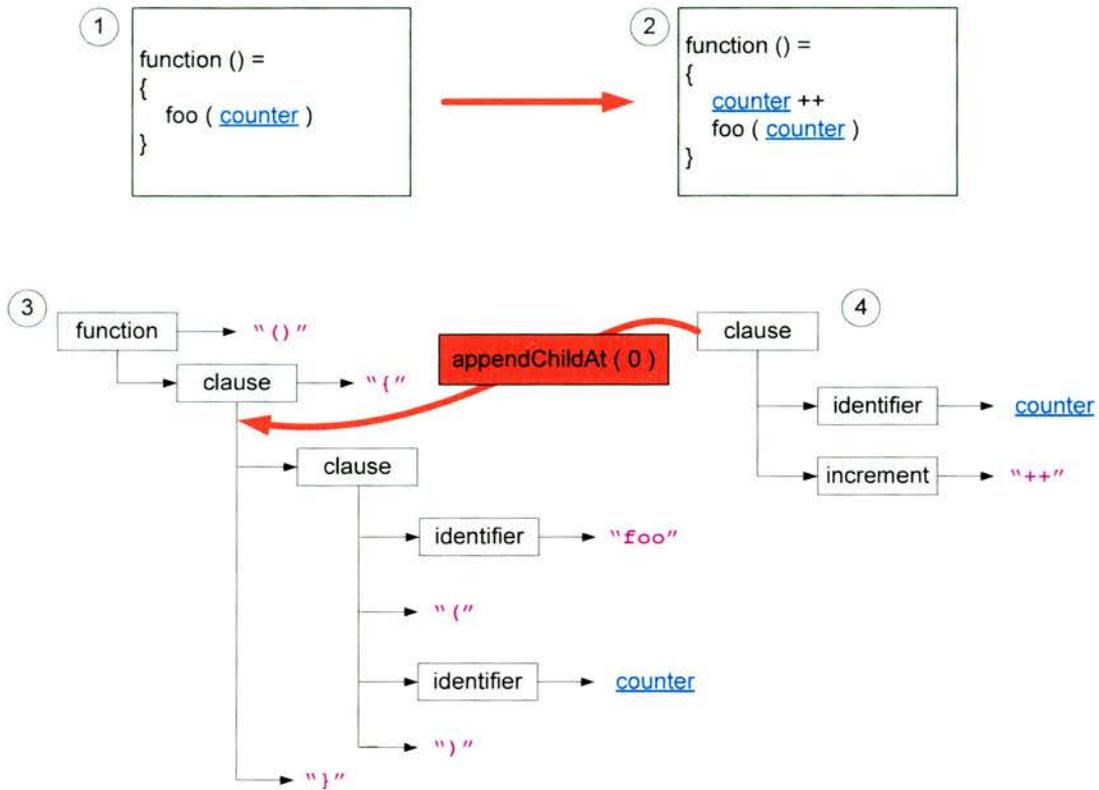 1
function () =
{
foo ( counter )
}
2
function () =
{
counter ++
foo ( counter )
}
3
function
“()”
clause
“{”
appendChildAt ( 0 )
clause
4
identifier
counter
increment
“++”
clause
identifier
“foo”
“(”
identifier
counter
“)”
“}”